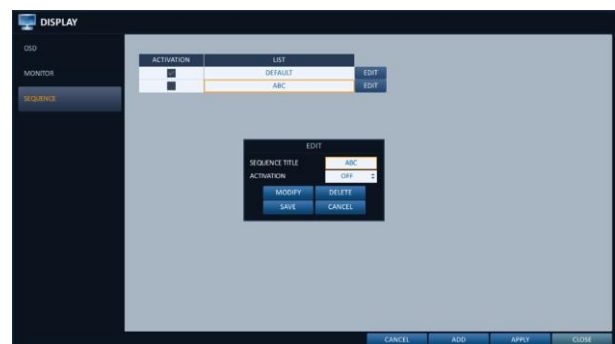 DISPLAY
OSD
MONITOR
SEQUENCE
ACTIVATION LIST
DEFAULT EDIT
ABC EDIT
EDIT
SEQUENCE TITLE ABC
ACTIVATION OFF
MODIFY DELETE
SAVE CANCEL
CANCEL ADD APPLY CLOSE